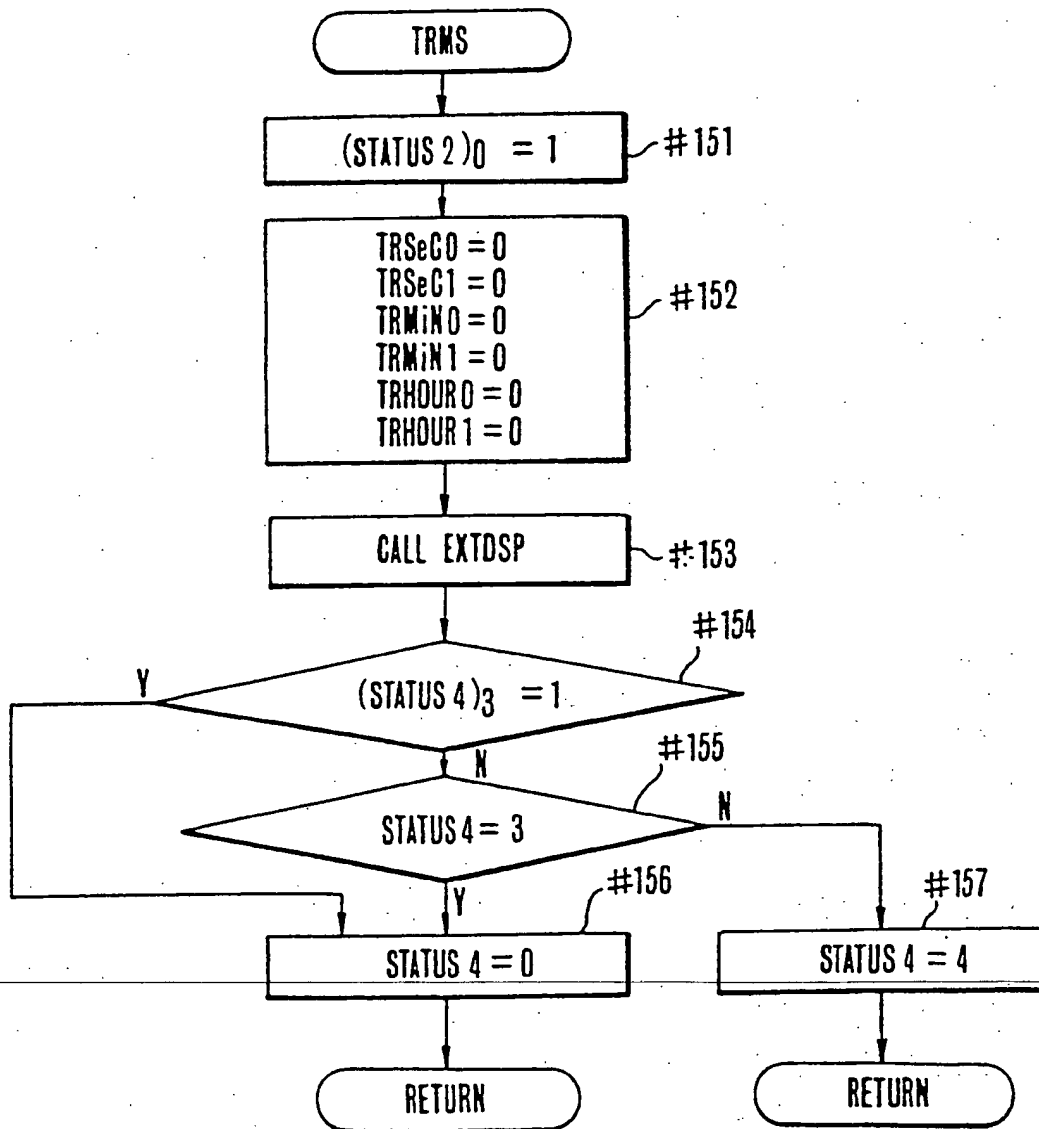 TRMS
(STATUS 2)0 = 1
#151
TRSeC0 = 0
TRSeC1 = 0
TRMiN0 = 0
TRMiN1 = 0
TRHOUR0 = 0
TRHOUR1 = 0
#152
CALL EXTDSP
#153
#154
Y
(STATUS 4)3 = 1
N
#155
STATUS 4 = 3
N
Y
#156
#157
STATUS 4 = 0
STATUS 4 = 4
RETURN
RETURN